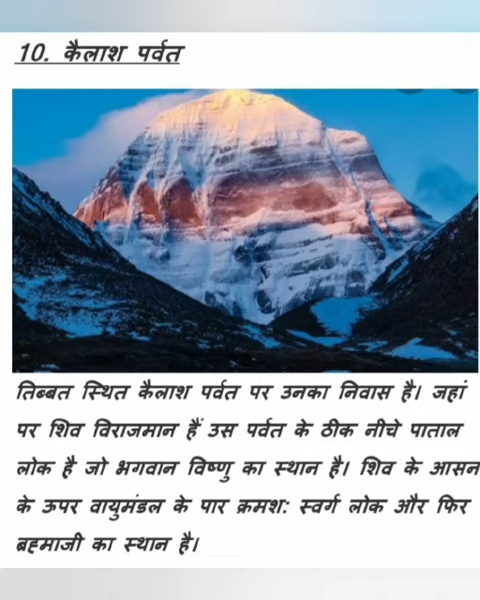 10. कैलाश पर्वत
तिब्बत स्थित कैलाश पर्वत पर उनका निवास है। जहां
पर शिव विराजमान हैं उस पर्वत के ठीक नीचे पाताल
लोक है जो भगवान विष्णु का स्थान है। शिव के आसन
के ऊपर वायुमंडल के पार क्रमश: स्वर्ग लोक और फिर
ब्रह्माजी का स्थान है।